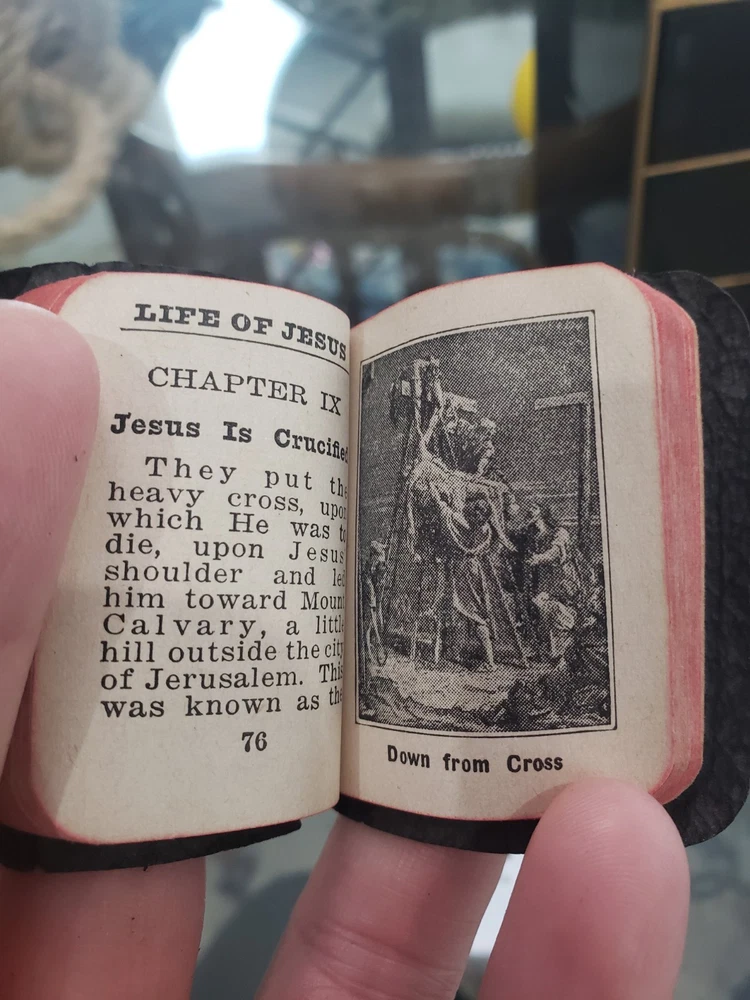 LIFE OF JESUS
CHAPTER IX
Jesus Is Crucified
They put the
heavy cross, upon
which He was to
die, upon Jesus'
shoulder and led
him toward Mount
Calvary, a little
hill outside the city
of Jerusalem. This
was known as the
76
Down from Cross